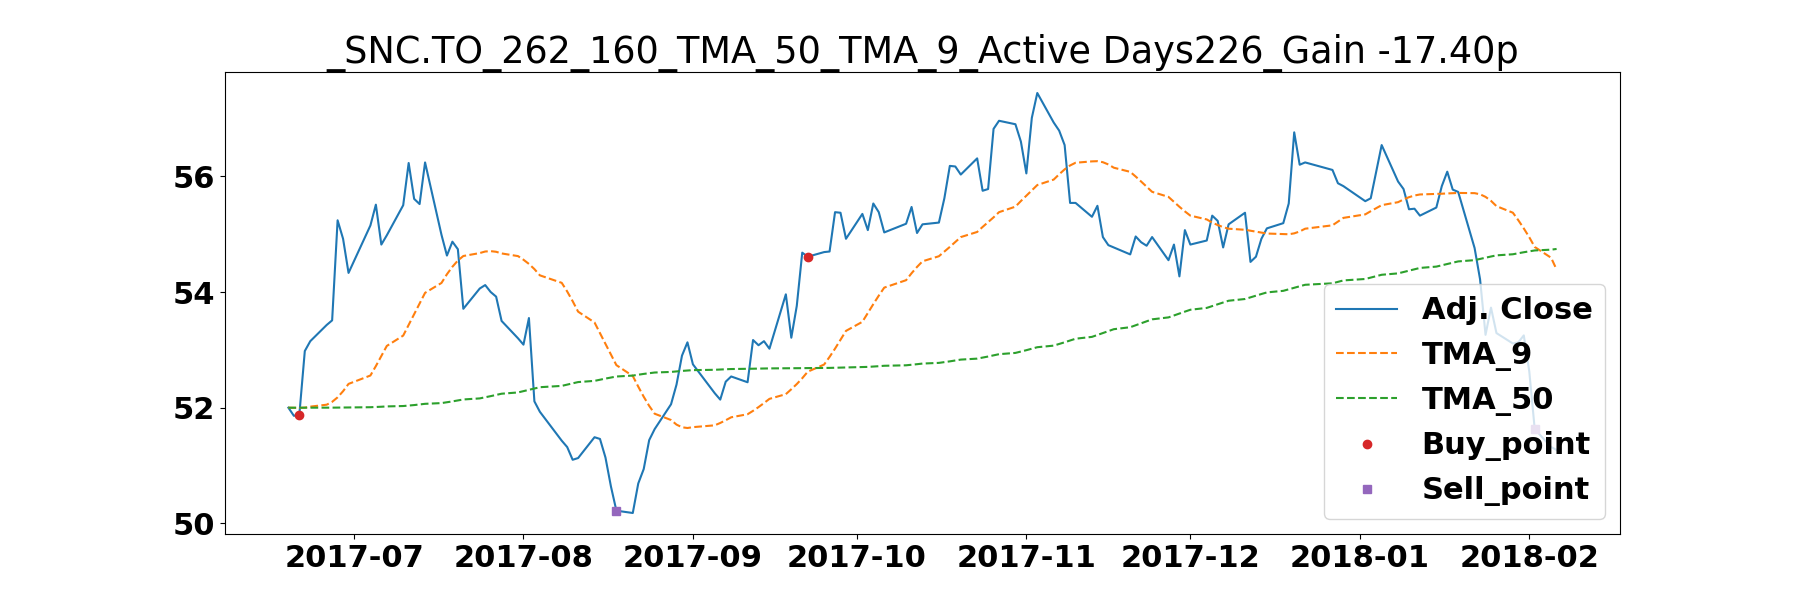 _SNC.TO_262_160_TMA_50_TMA_9_Active Days226_Gain -17.40p
56
54
52
50
Adj. Close
TMA_9
TMA_50
Buy_point
Sell_point
2017-07 2017-08 2017-09 2017-10 2017-11 2017-12 2018-01 2018-02